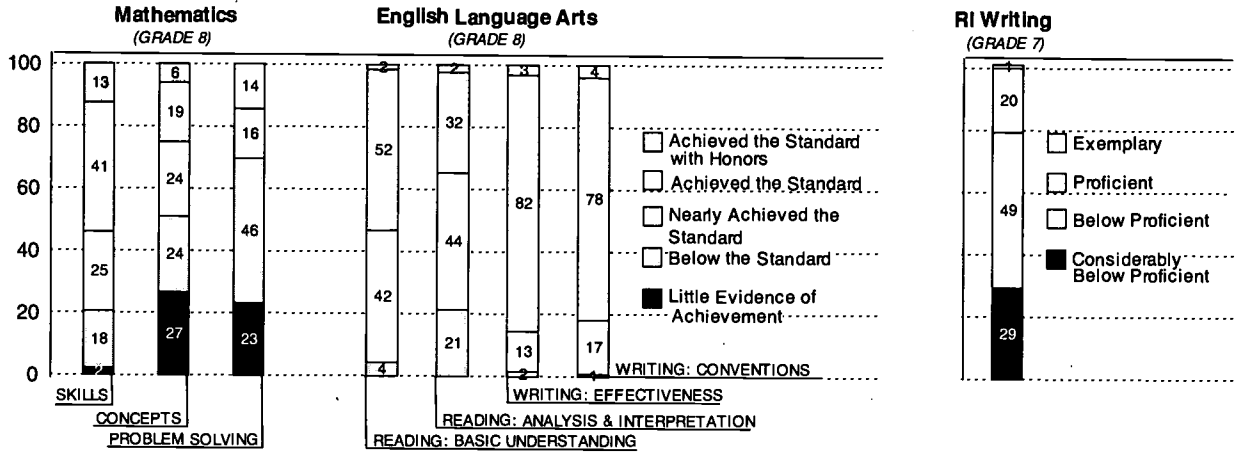 Mathematics
(GRADE 8)
English Language Arts
(GRADE 8)
RI Writing
(GRADE 7)
100
80
60
40
20
0
13
41
25
18
2
6
19
24
24
27
14
16
46
23
2
52
42
4
2
32
44
21
3
82
13
2
4
78
17
1
Achieved the Standard
with Honors
Achieved the Standard
Nearly Achieved the
Standard
Below the Standard
Little Evidence of
Achievement
1
20
49
29
Exemplary
Proficient
Below Proficient
Considerably
Below Proficient
WRITING: CONVENTIONS
SKILLS
WRITING: EFFECTIVENESS
CONCEPTS
READING: ANALYSIS & INTERPRETATION
PROBLEM SOLVING
READING: BASIC UNDERSTANDING